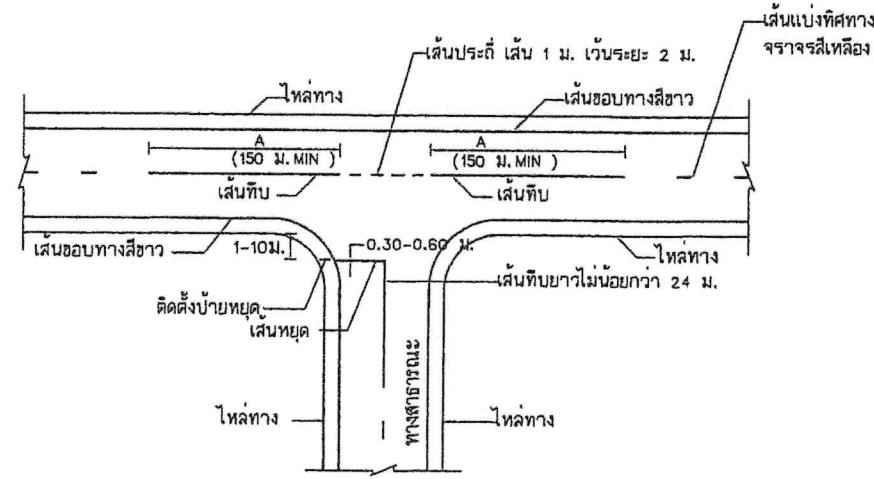 เส้นแบ่งทิศทาง
จราจรสีเหลือง
เส้นประถี่ เส้น 1 ม. เว้นระยะ 2 ม.
ไหล่ทาง
เส้นขอบทางสีขาว
A
(150 ม. MIN )
A
(150 ม. MIN )
เส้นทึบ
เส้นทึบ
เส้นขอบทางสีขาว
1-10ม.
0.30-0.60 ม.
ไหล่ทาง
เส้นทึบยาวไม่น้อยกว่า 24 ม.
ติดตั้งป้ายหยุด
เส้นหยุด
ทางสาธารณะ
ไหล่ทาง
ไหล่ทาง